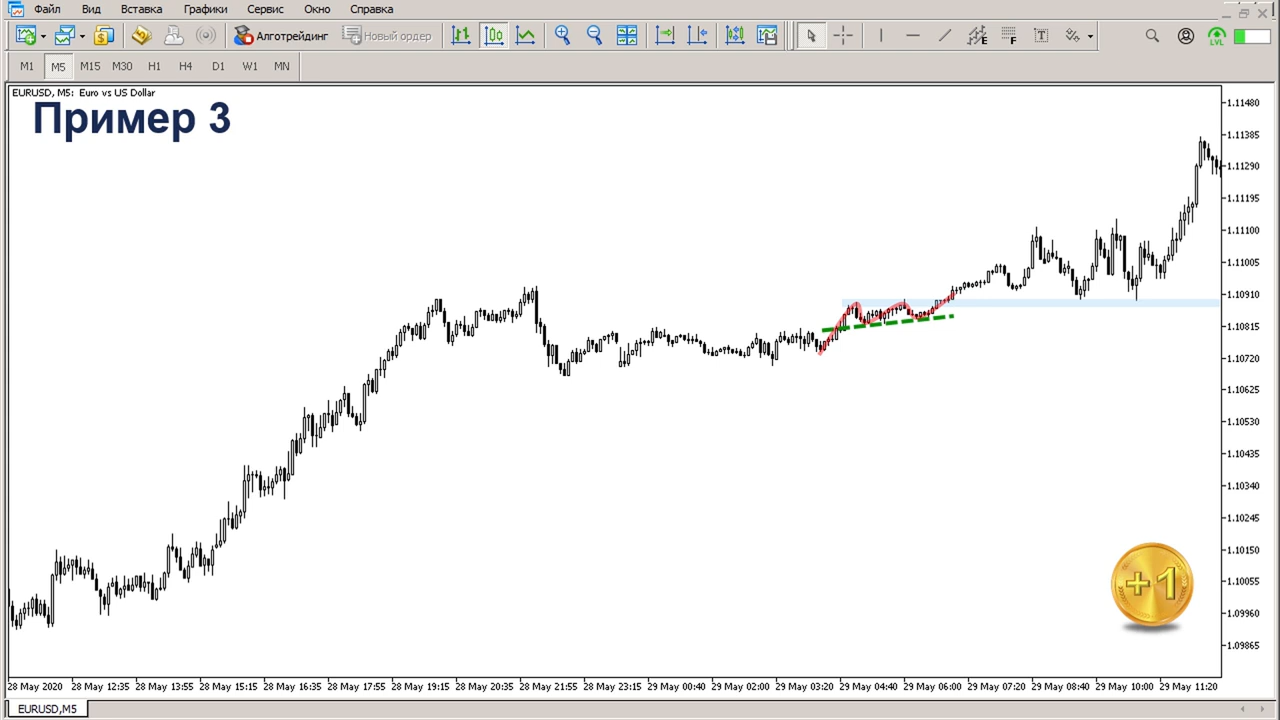 Файл Вид Вставка Графики Сервис Окно Справка
Алготрейдинг Новый ордер E F T LVL
M1 M5 M15 M30 H1 H4 D1 W1 MN
EURUSD, M5: Euro vs US Dollar
Пример 3
1.11480
1.11385
1.11290
1.11195
1.11100
1.11005
1.10910
1.10815
1.10720
1.10625
1.10530
1.10435
1.10340
1.10245
1.10150
1.10055
1.09960
1.09865
+1
28 May 2020 28 May 12:35 28 May 13:55 28 May 15:15 28 May 16:35 28 May 17:55 28 May 19:15 28 May 20:35 28 May 21:55 28 May 23:15 29 May 00:40 29 May 02:00 29 May 03:20 29 May 04:40 29 May 06:00 29 May 07:20 29 May 08:40 29 May 10:00 29 May 11:20
EURUSD,M5